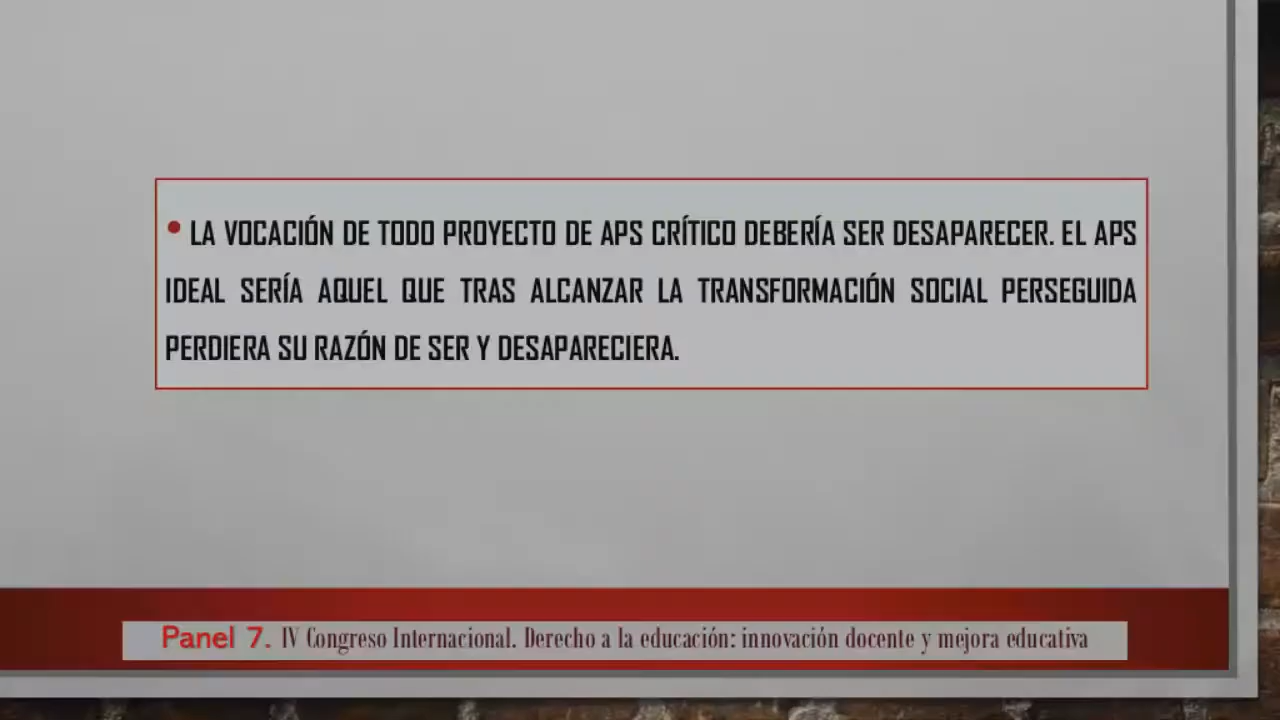 • LA VOCACIÓN DE TODO PROYECTO DE APS CRÍTICO DEBERÍA SER DESAPARECER. EL APS
IDEAL SERÍA AQUEL QUE TRAS ALCANZAR LA TRANSFORMACIÓN SOCIAL PERSEGUIDA
PERDIERA SU RAZÓN DE SER Y DESAPARECIERA.
Panel 7. IV Congreso Internacional. Derecho a la educación: innovación docente y mejora educativa